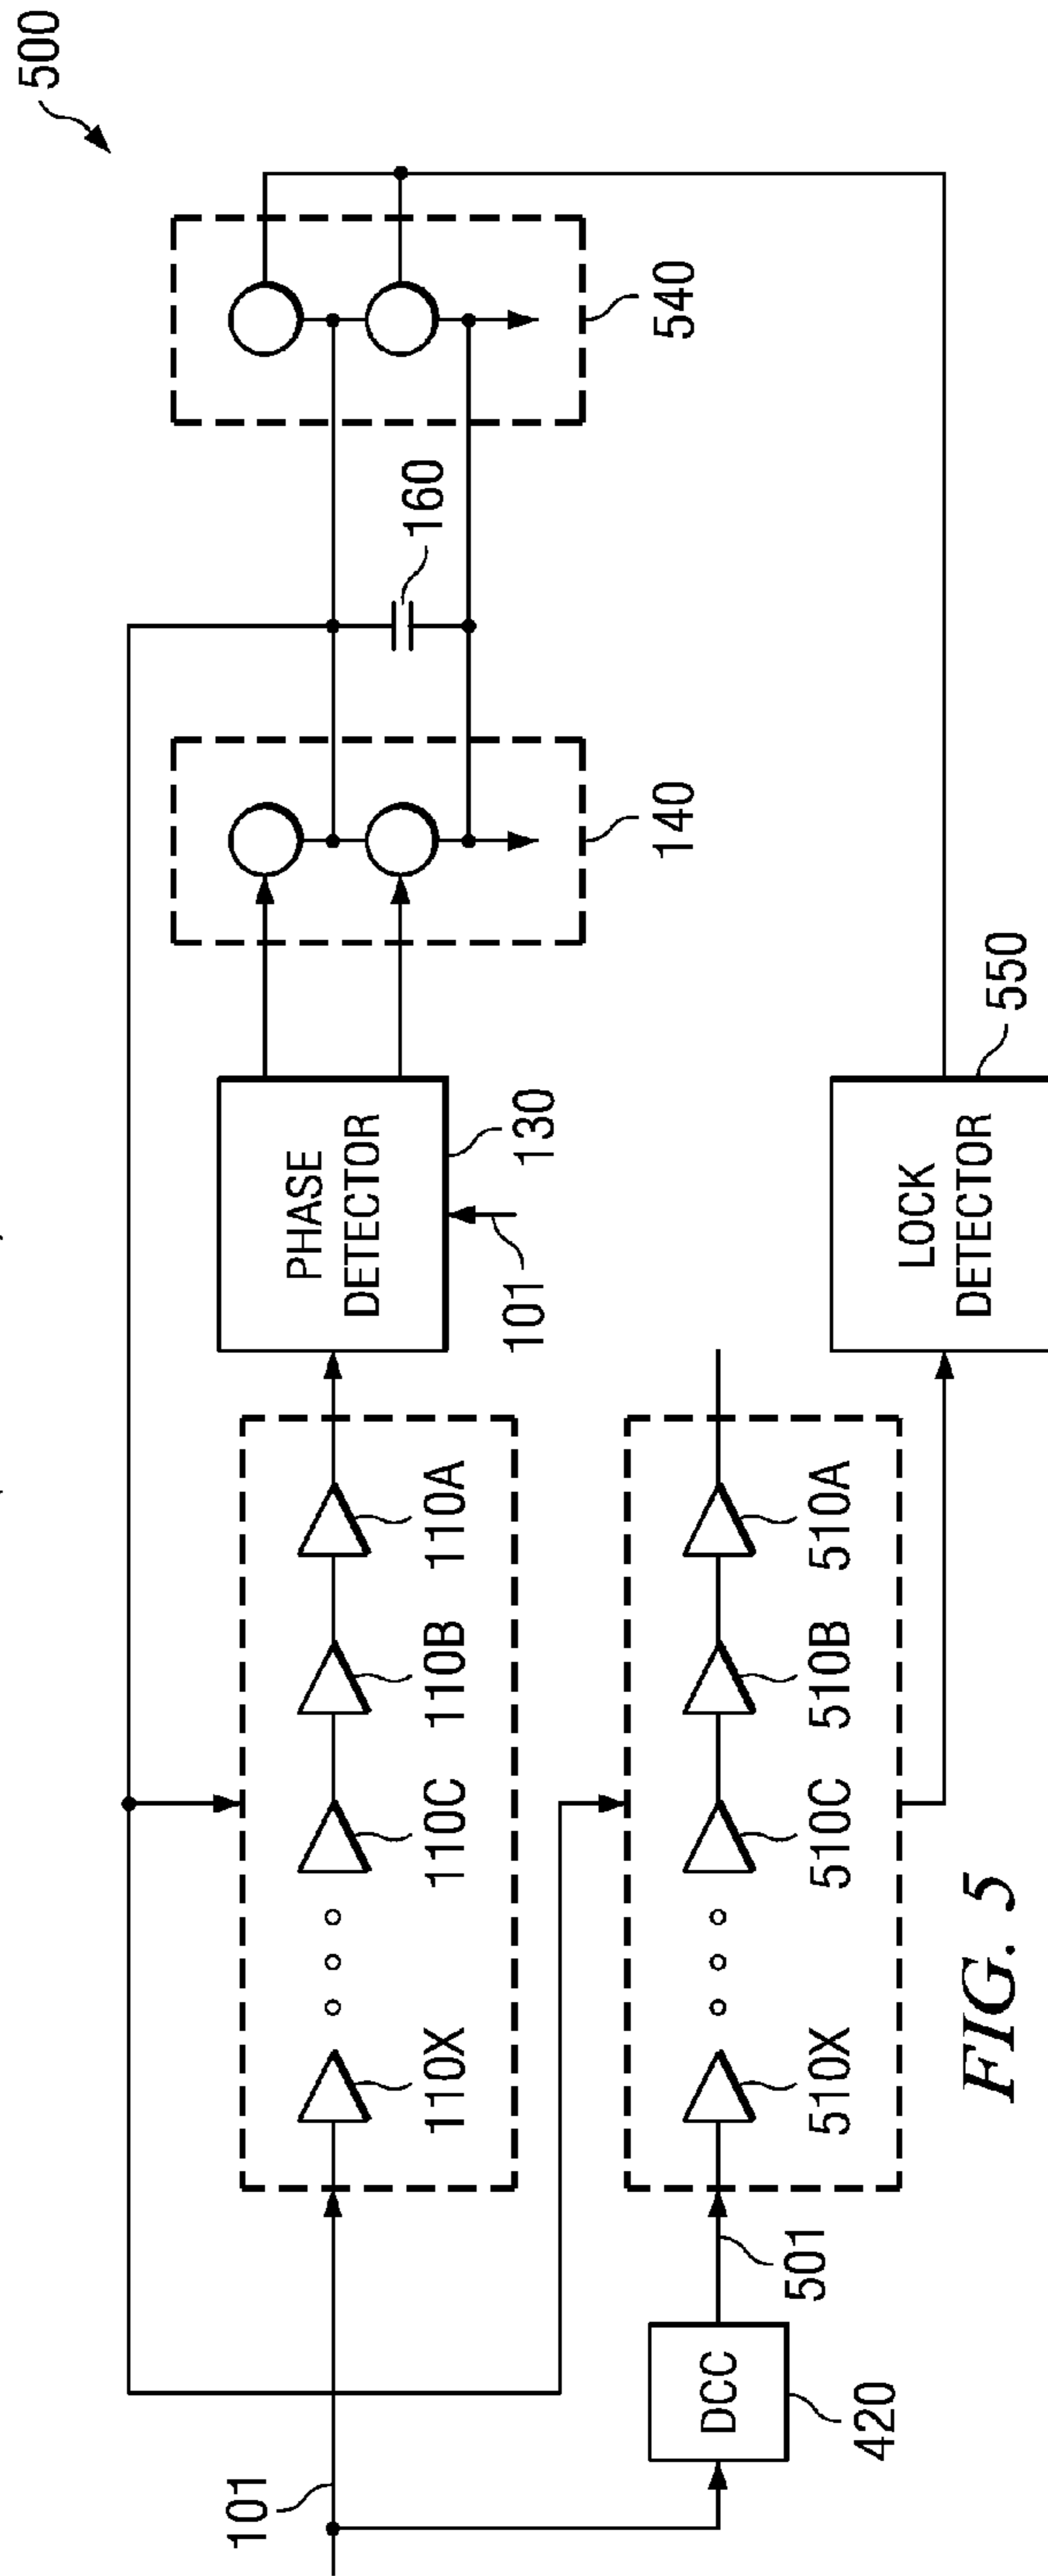 500
101
110X
110C
110B
110A
PHASE
DETECTOR
101
130
140
160
540
DCC
420
501
510X
510C
510B
510A
LOCK
DETECTOR
550
FIG. 5